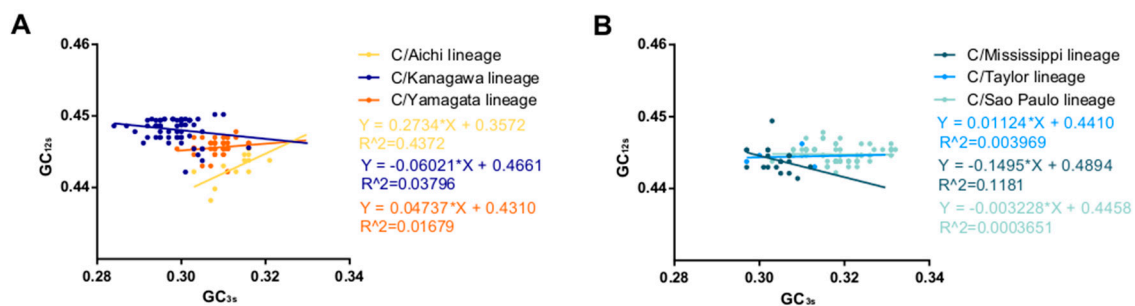 A
0.46
0.45
0.44
GC12s
0.28
0.30
0.32
0.34
GC3s
C/Aichi lineage
C/Kanagawa lineage
C/Yamagata lineage
Y = 0.2734*X + 0.3572
R^2=0.4372
Y = -0.06021*X + 0.4661
R^2=0.03796
Y = 0.04737*X + 0.4310
R^2=0.01679
B
0.46
0.45
0.44
GC12s
0.28
0.30
0.32
0.34
GC3s
C/Mississippi lineage
C/Taylor lineage
C/Sao Paulo lineage
Y = 0.01124*X + 0.4410
R^2=0.003969
Y = -0.1495*X + 0.4894
R^2=0.1181
Y = -0.003228*X + 0.4458
R^2=0.0003651